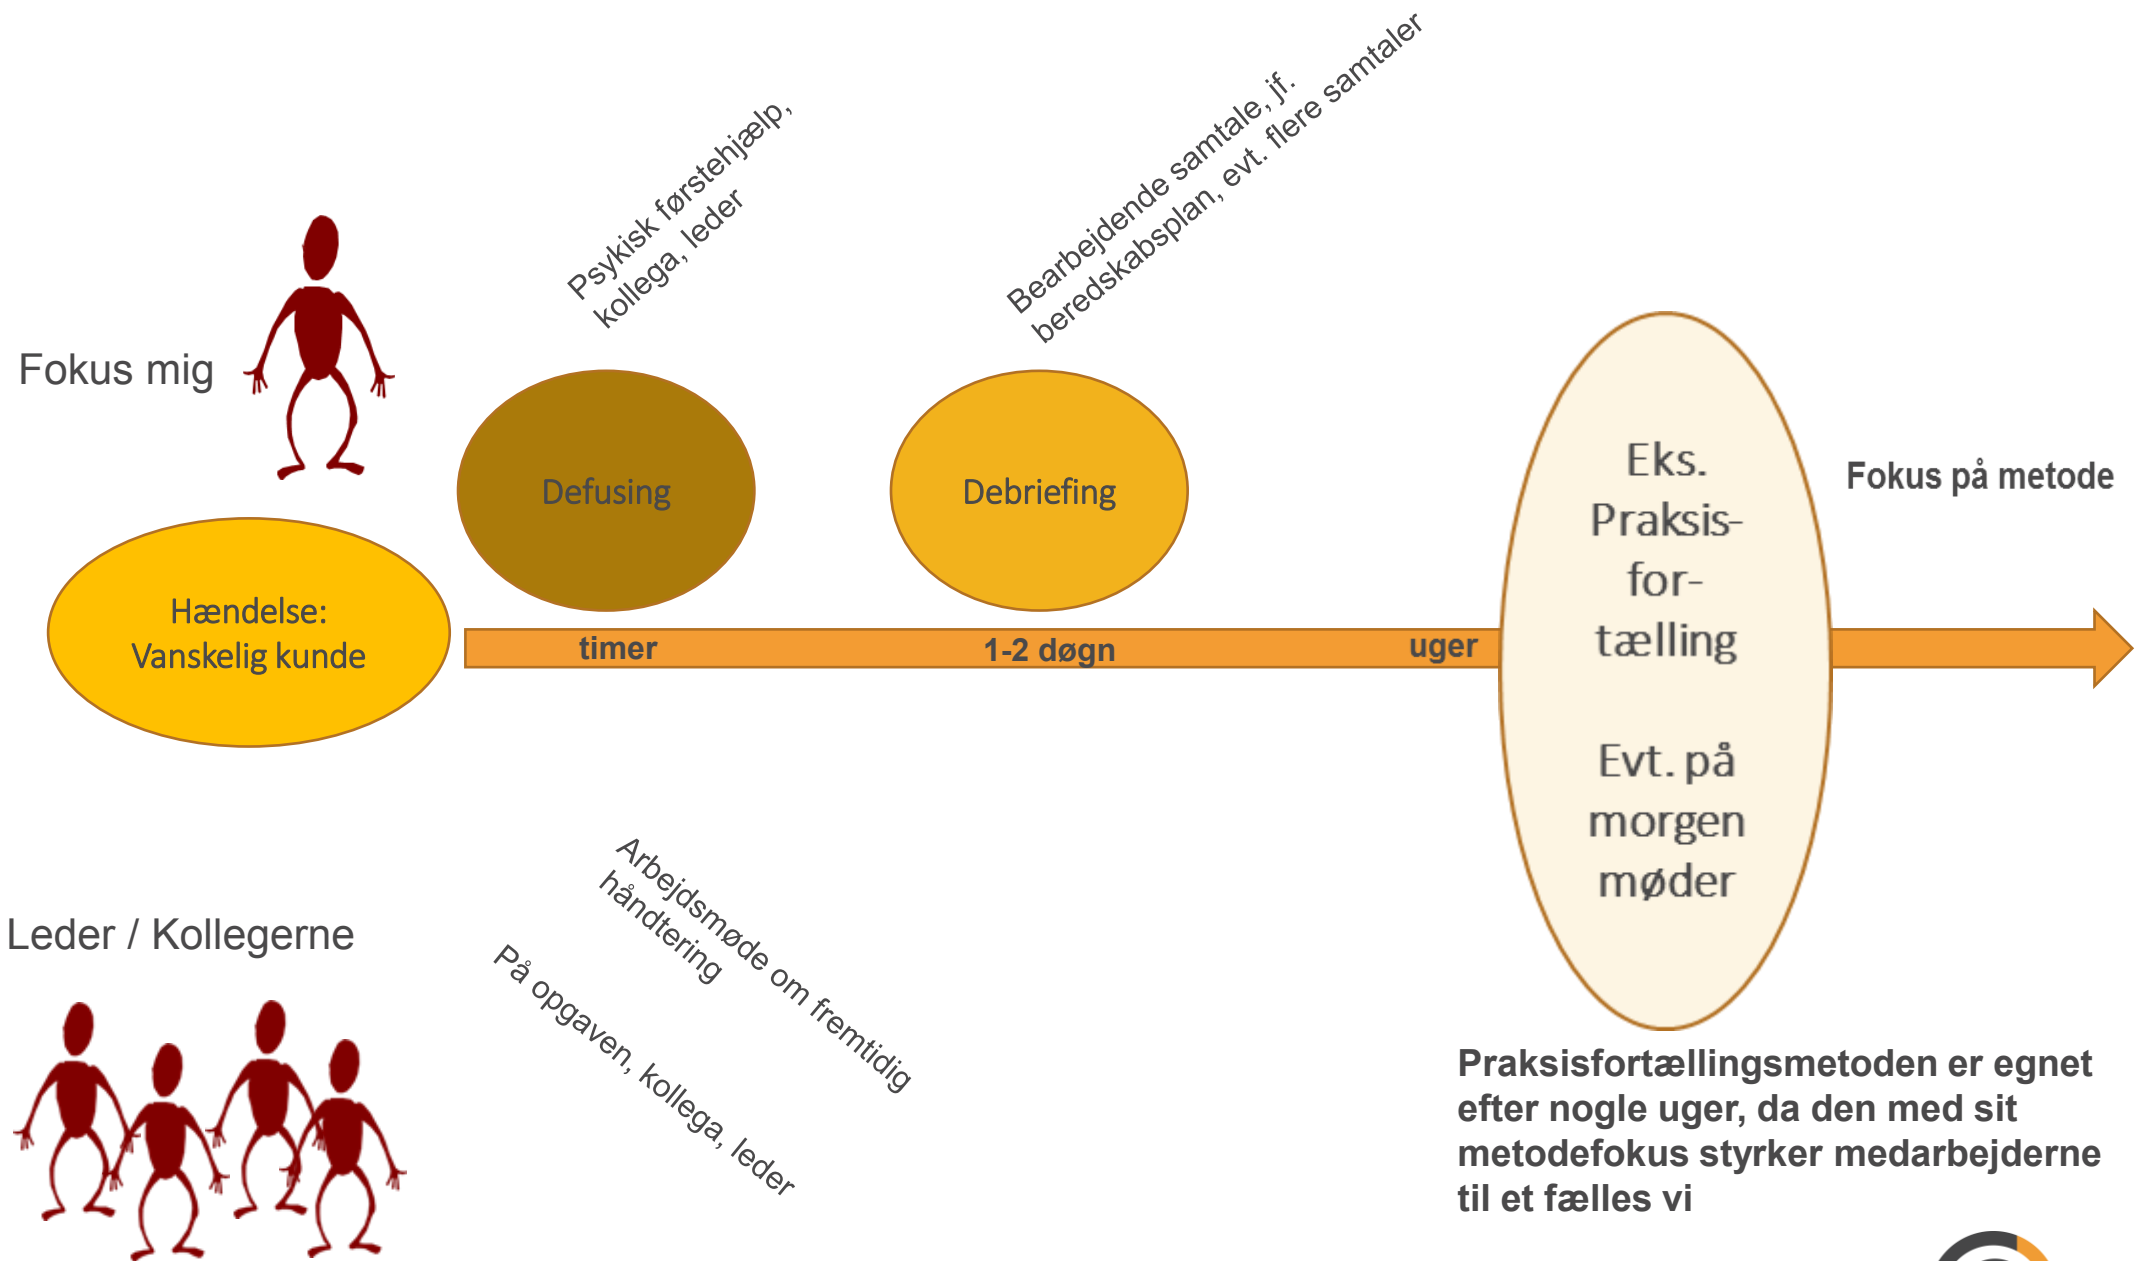 Psykisk førstehjælp,
kollega, leder
Bearbejdende samtale, jf.
beredskabsplan, evt. flere samtaler
Fokus mig
Defusing
Debriefing
Hændelse:
Vanskelig kunde
timer
1-2 døgn
uger
Eks.
Praksis-
for-
tælling
Evt. på
morgen
møder
Fokus på metode
Leder / Kollegerne
Arbejdsmøde om fremtidig
håndtering
På opgaven, kollega, leder
Praksisfortællingsmetoden er egnet
efter nogle uger, da den med sit
metodefokus styrker medarbejderne
til et fælles vi